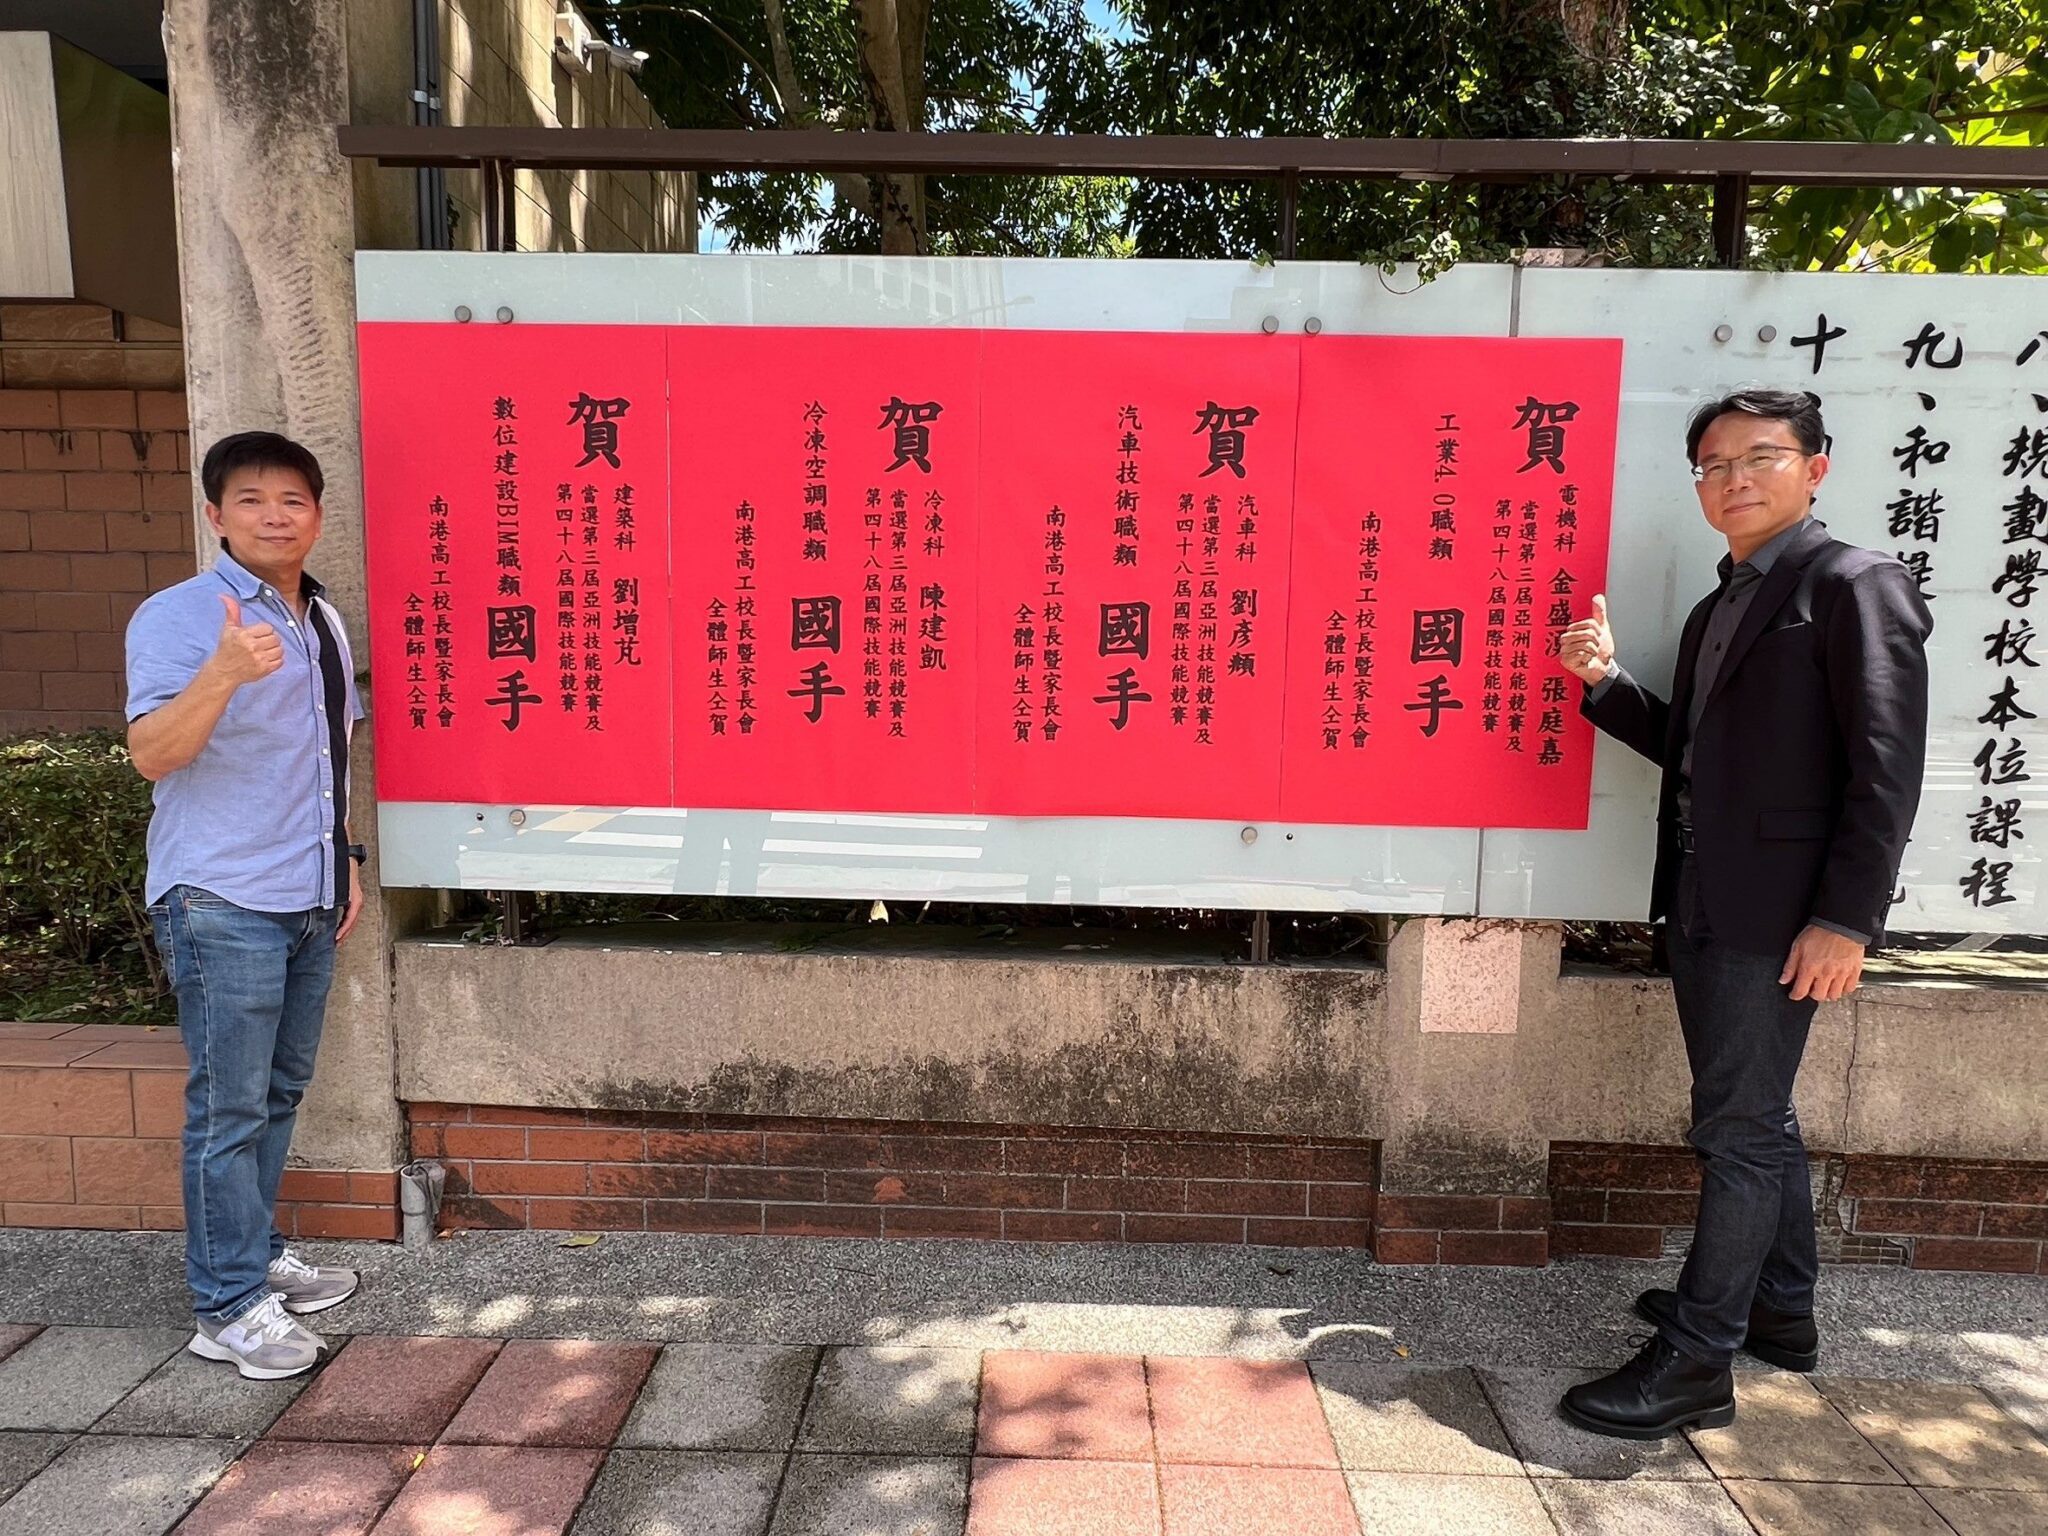 賀
電機科 金盛 張庭嘉
當選第三屆亞洲技能競賽及
第四十八屆國際技能競賽
工業4.0職類 國手
南港高工校長暨家長會
全體師生仝賀
賀
汽車科 劉彥顯
當選第三屆亞洲技能競賽及
第四十八屆國際技能競賽
汽車技術職類 國手
南港高工校長暨家長會
全體師生仝賀
賀
冷凍科 陳建凱
當選第三屆亞洲技能競賽及
第四十八屆國際技能競賽
冷凍空調職類 國手
南港高工校長暨家長會
全體師生仝賀
賀
建築科 劉增芃
當選第三屆亞洲技能競賽及
第四十八屆國際技能競賽
數位建設BIM職類 國手
南港高工校長暨家長會
全體師生仝賀
八、規劃學校本位課程
九、和諧
十、